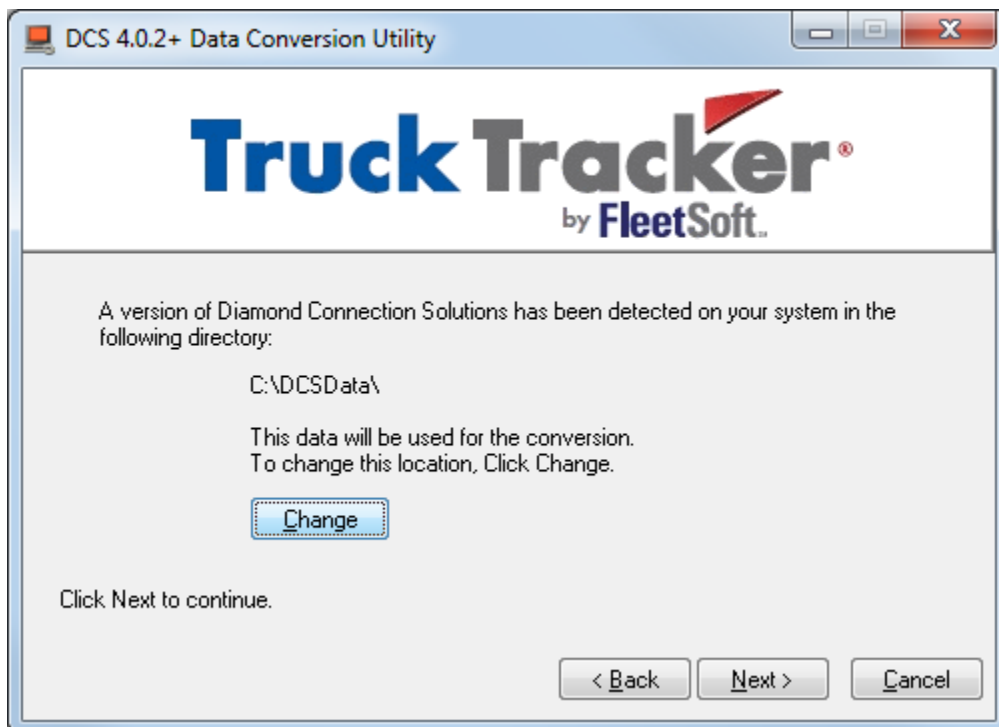 DCS 4.0.2+ Data Conversion Utility
Truck Tracker®
by FleetSoft℠
A version of Diamond Connection Solutions has been detected on your system in the
following directory:
C:\DCSData\
This data will be used for the conversion.
To change this location, Click Change.
Change
Click Next to continue.
< Back Next > Cancel